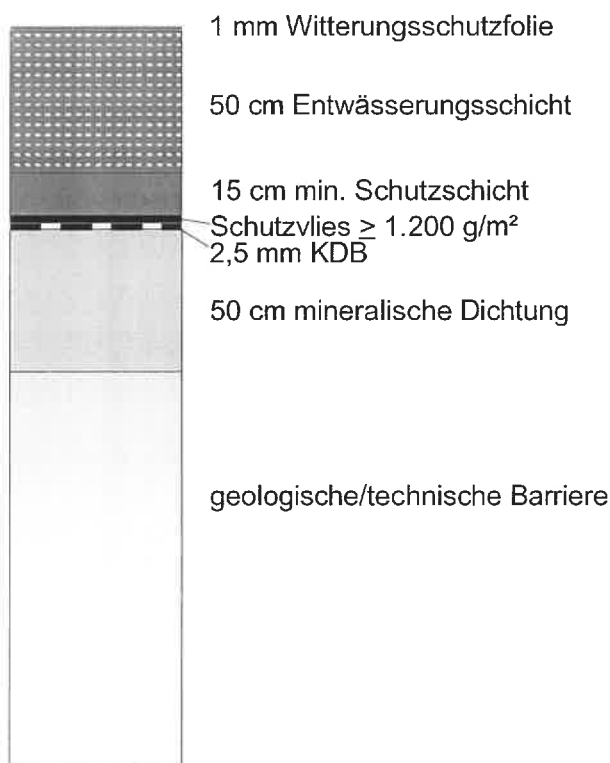 1 mm Witterungsschutzfolie
50 cm Entwässerungsschicht
15 cm min. Schutzschicht
Schutzvlies ≥ 1.200 g/m²
2,5 mm KDB
50 cm mineralische Dichtung
geologische/technische Barriere